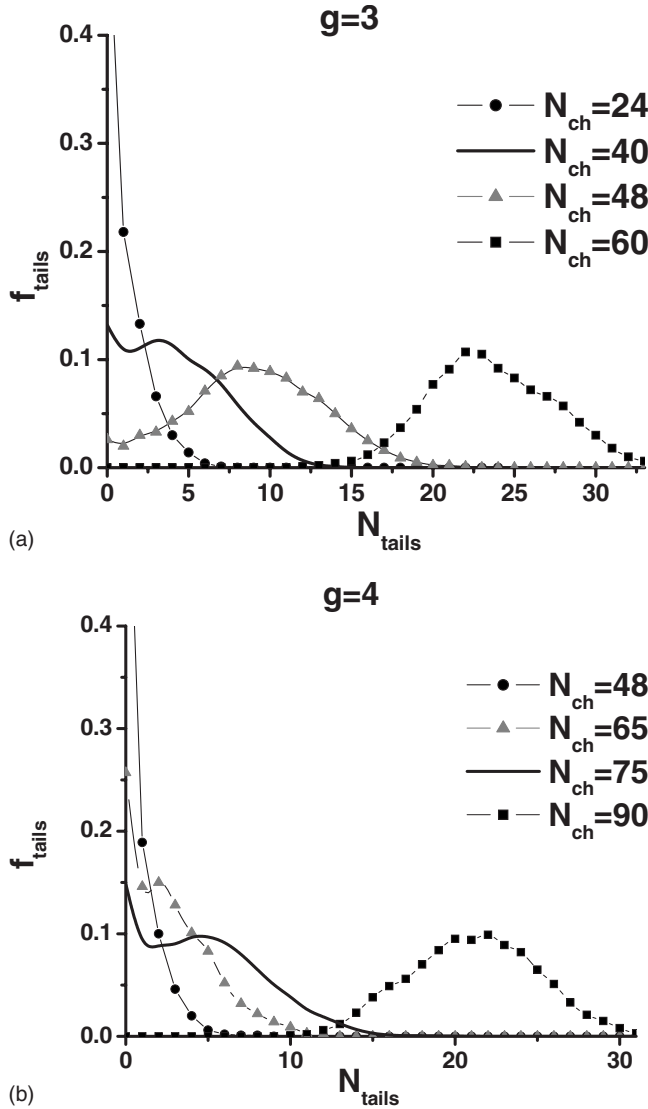 g=3
0.4
0.3
0.2
0.1
0.0
f_tails
N_ch=24
N_ch=40
N_ch=48
N_ch=60
0 5 10 15 20 25 30
N_tails
(a)
g=4
0.4
0.3
0.2
0.1
0.0
f_tails
N_ch=48
N_ch=65
N_ch=75
N_ch=90
0 10 20 30
N_tails
(b)